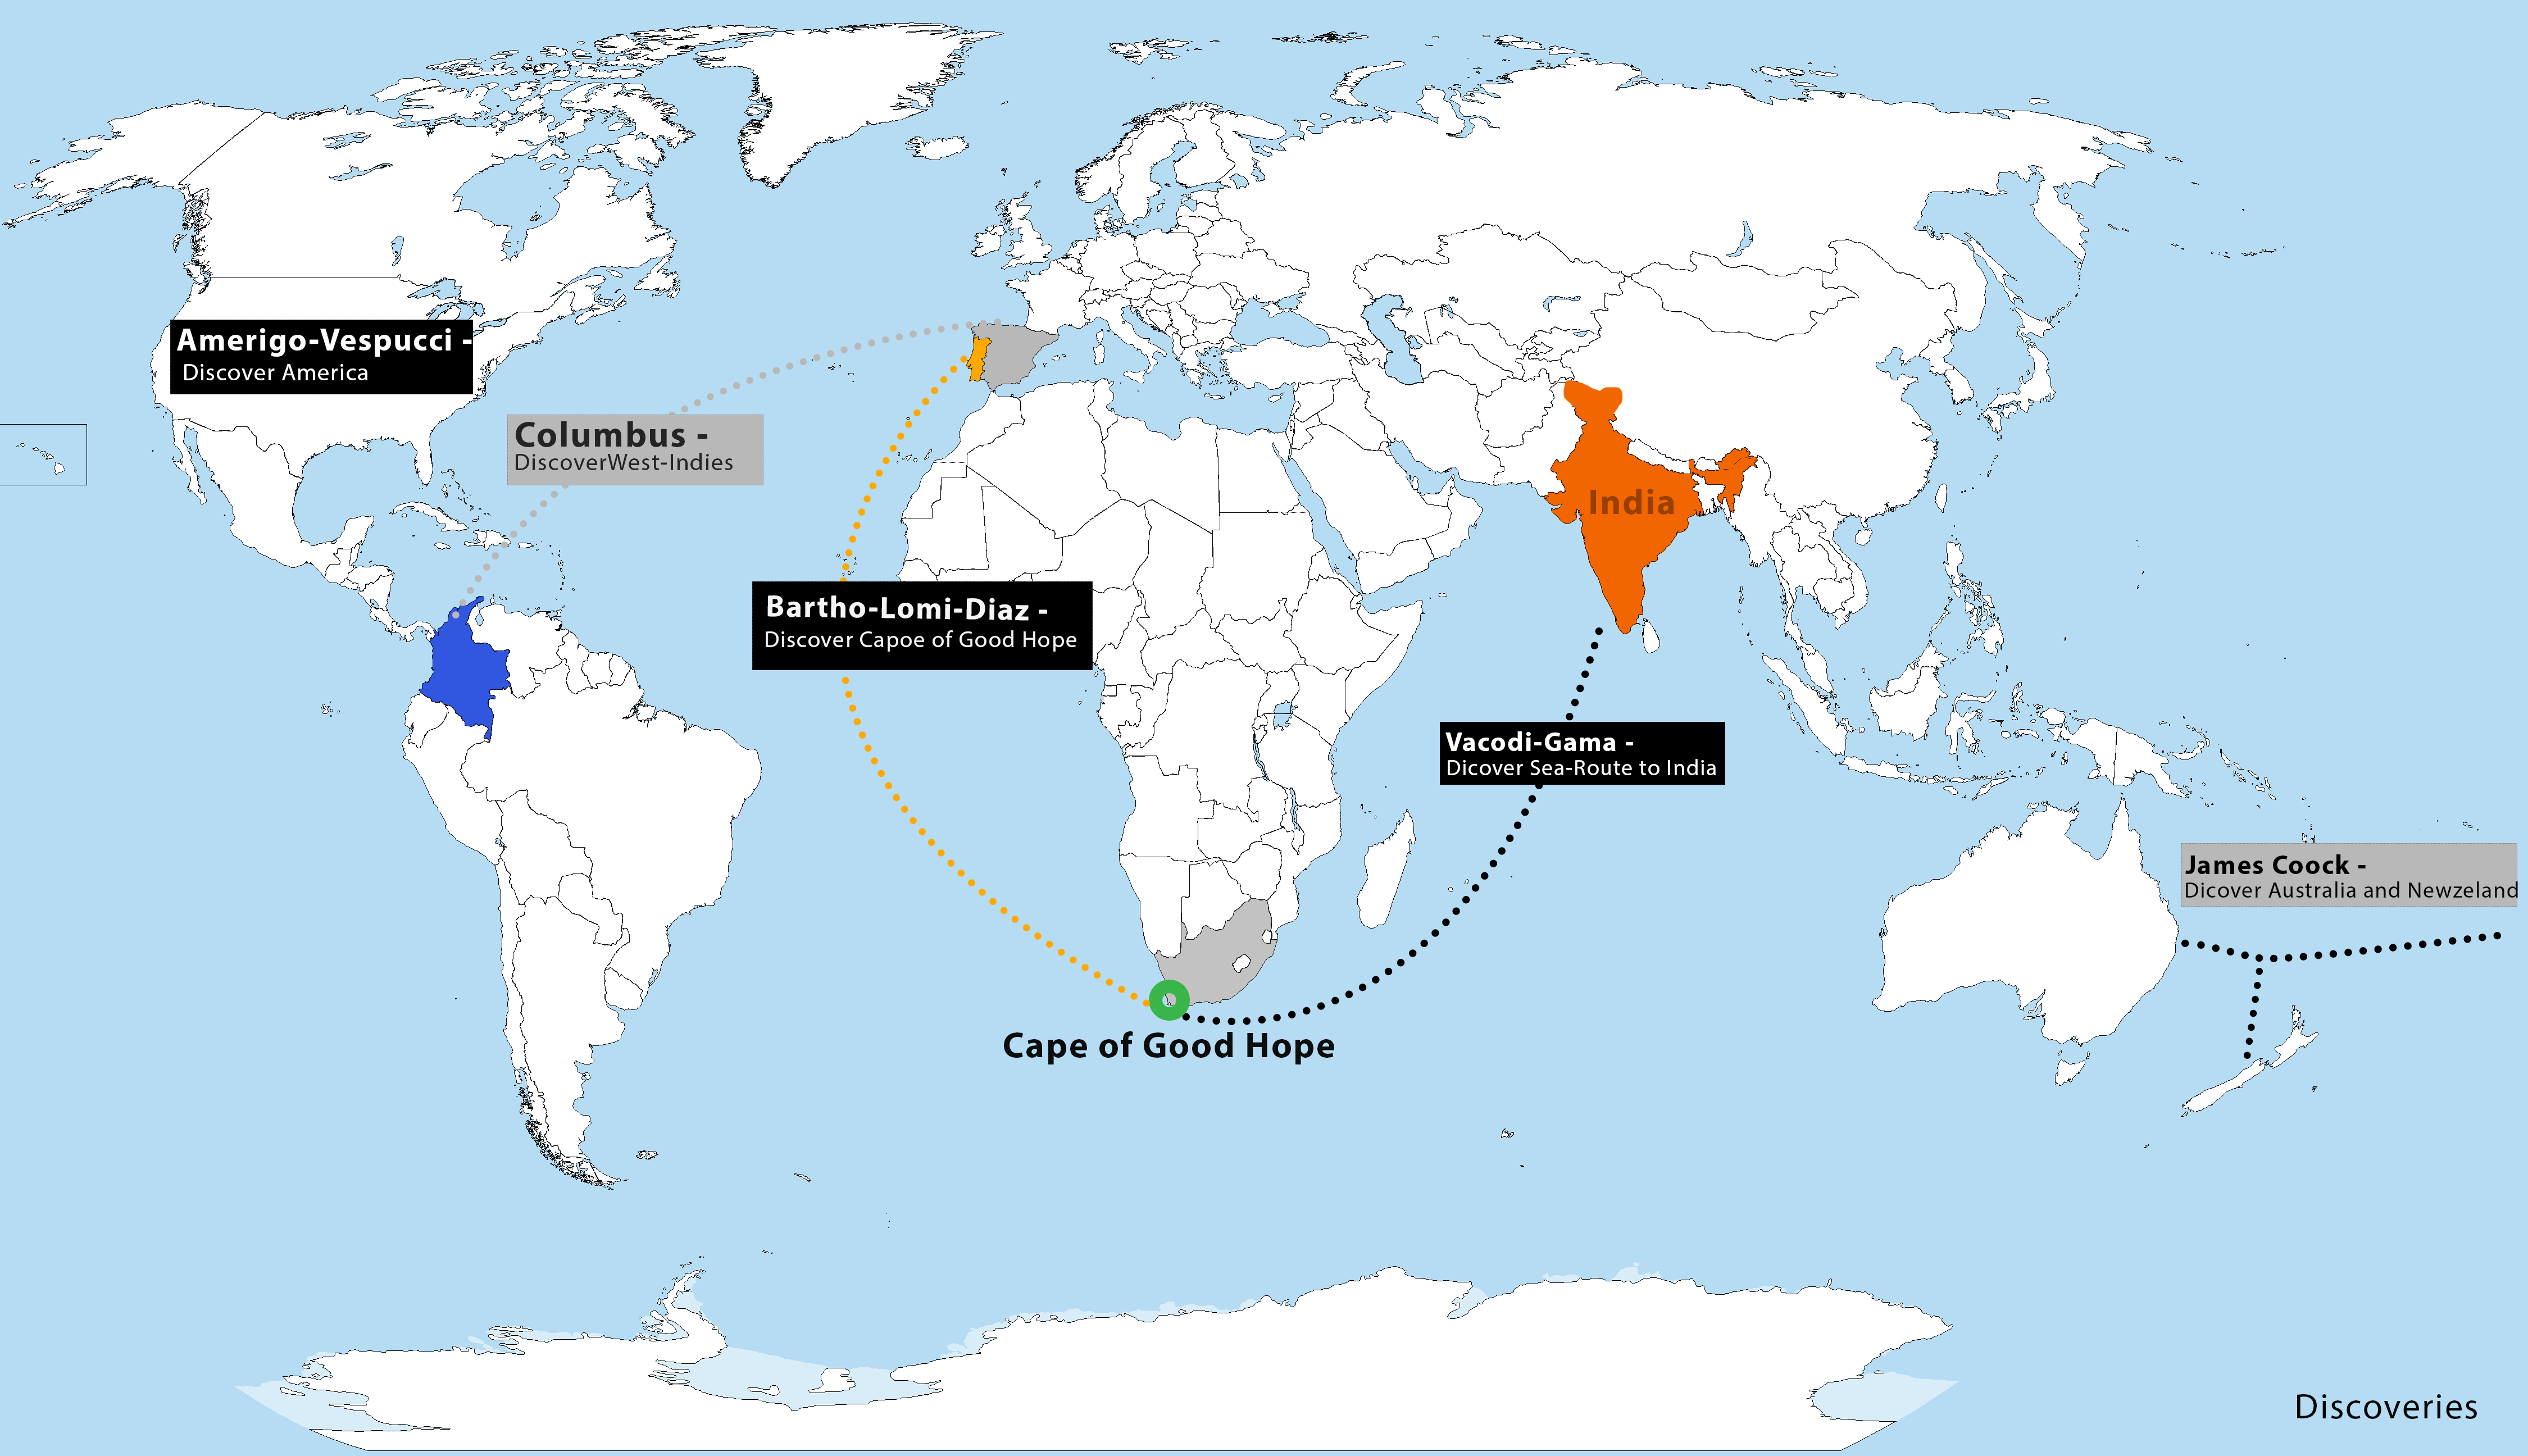 Amerigo-Vespucci -
Discover America
Columbus -
DiscoverWest-Indies
India
Bartho-Lomi-Diaz -
Discover Capoe of Good Hope
Vacodi-Gama -
Dicover Sea-Route to India
James Coock -
Dicover Australia and Newzeland
Cape of Good Hope
Discoveries